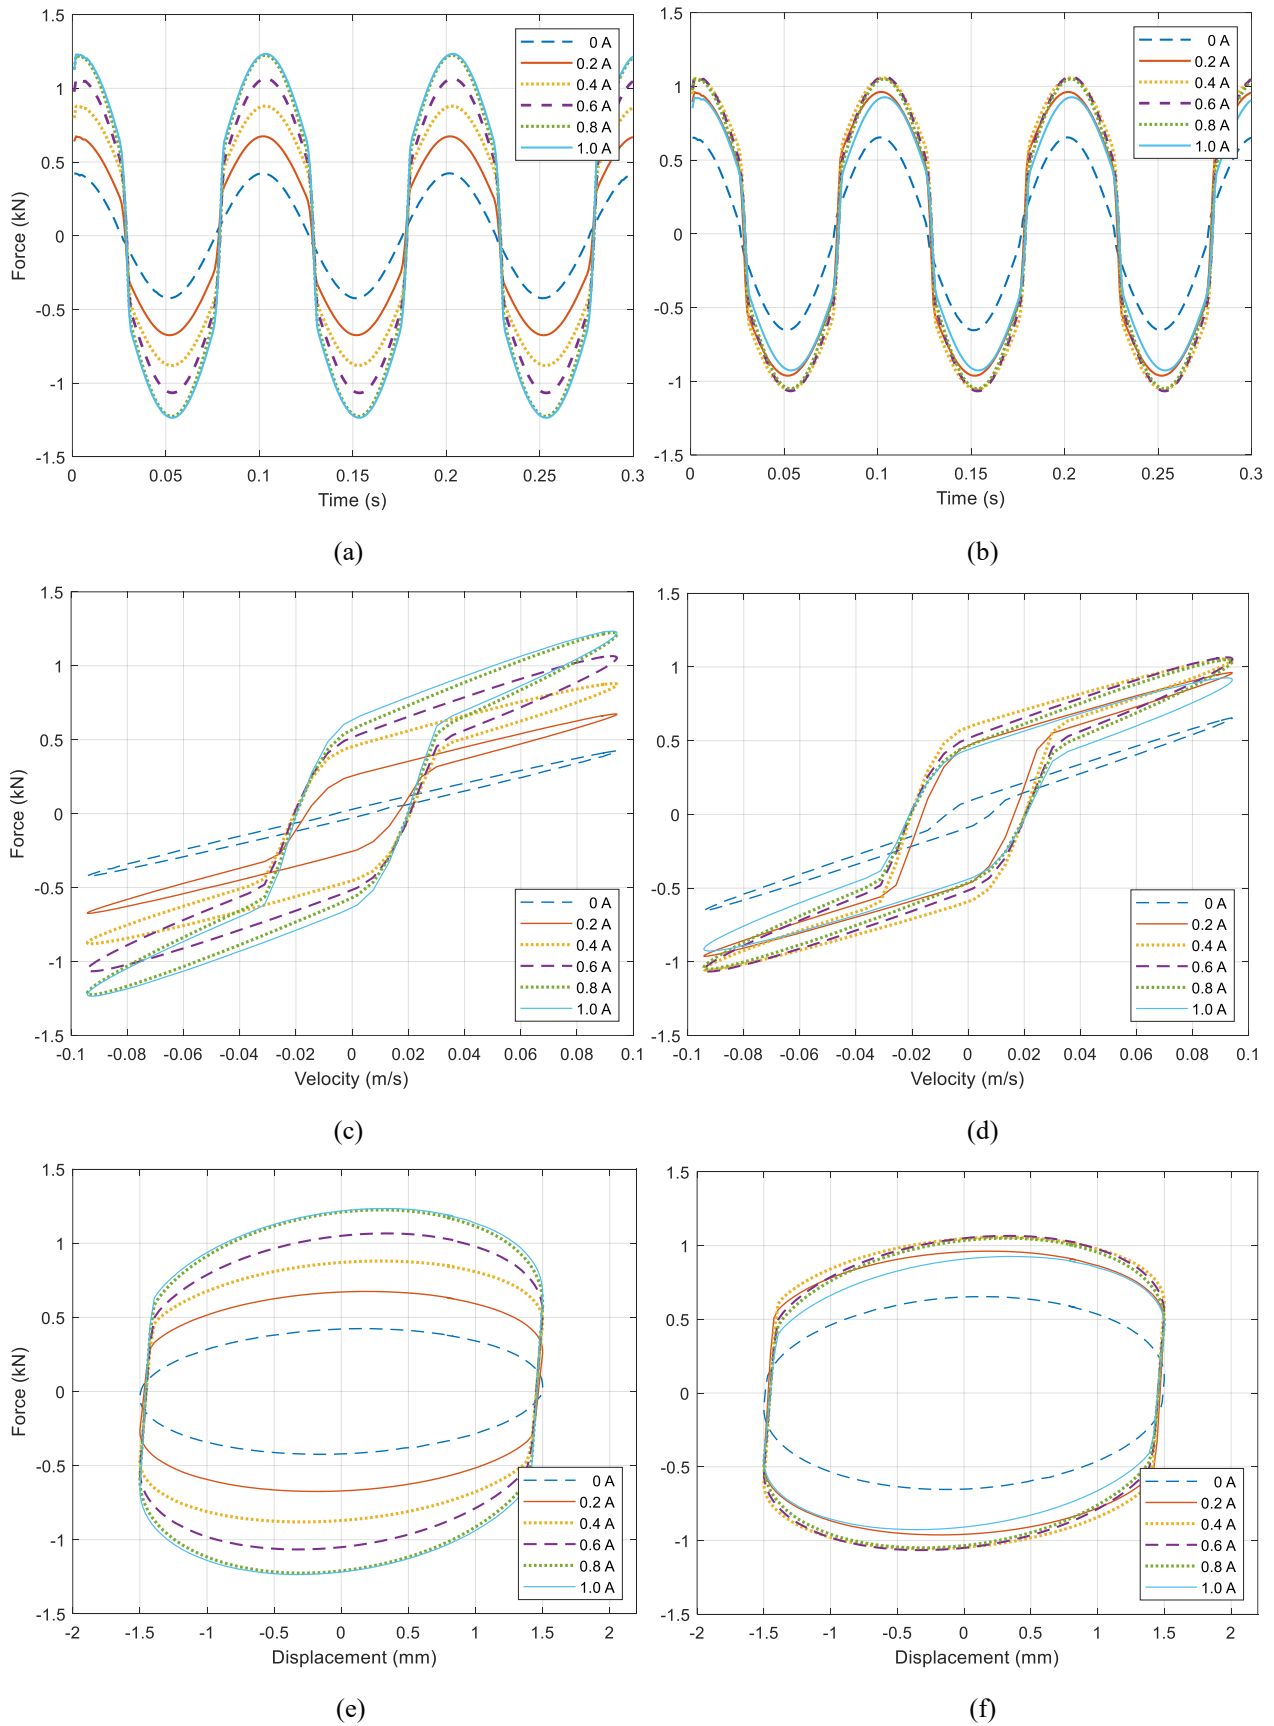 1.5
1
0.5
0
-0.5
-1
-1.5
Force (kN)
0 0.05 0.1 0.15 0.2 0.25 0.3
Time (s)
0 A
0.2 A
0.4 A
0.6 A
0.8 A
1.0 A
(a)
1.5
1
0.5
0
-0.5
-1
-1.5
0 0.05 0.1 0.15 0.2 0.25 0.3
Time (s)
0 A
0.2 A
0.4 A
0.6 A
0.8 A
1.0 A
(b)
1.5
1
0.5
0
-0.5
-1
-1.5
Force (kN)
-0.1 -0.08 -0.06 -0.04 -0.02 0 0.02 0.04 0.06 0.08 0.1
Velocity (m/s)
0 A
0.2 A
0.4 A
0.6 A
0.8 A
1.0 A
(c)
1.5
1
0.5
0
-0.5
-1
-1.5
-0.1 -0.08 -0.06 -0.04 -0.02 0 0.02 0.04 0.06 0.08 0.1
Velocity (m/s)
0 A
0.2 A
0.4 A
0.6 A
0.8 A
1.0 A
(d)
1.5
1
0.5
0
-0.5
-1
-1.5
Force (kN)
-2 -1.5 -1 -0.5 0 0.5 1 1.5 2
Displacement (mm)
0 A
0.2 A
0.4 A
0.6 A
0.8 A
1.0 A
(e)
1.5
1
0.5
0
-0.5
-1
-1.5
-2 -1.5 -1 -0.5 0 0.5 1 1.5 2
Displacement (mm)
0 A
0.2 A
0.4 A
0.6 A
0.8 A
1.0 A
(f)